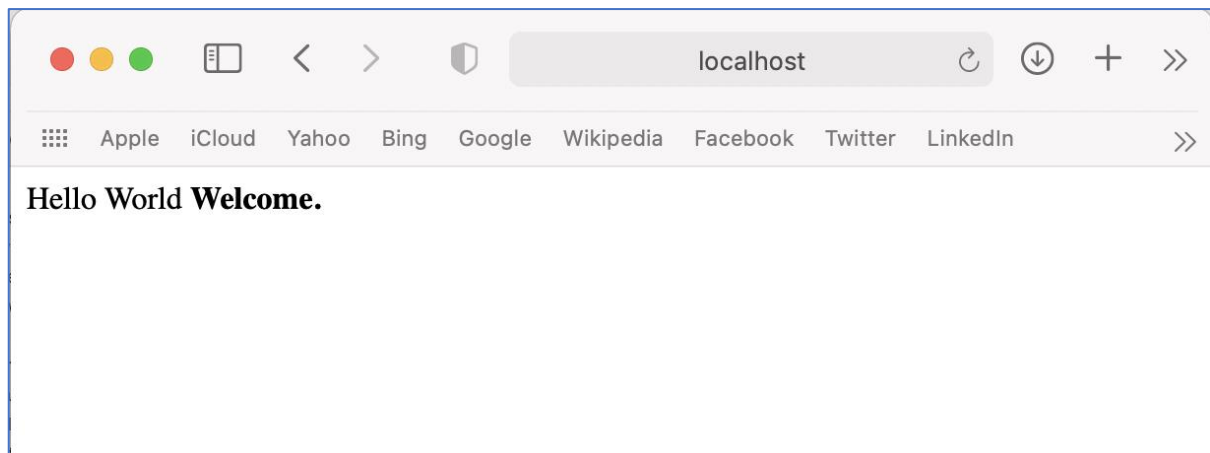 localhost
Apple iCloud Yahoo Bing Google Wikipedia Facebook Twitter LinkedIn
Hello World Welcome.